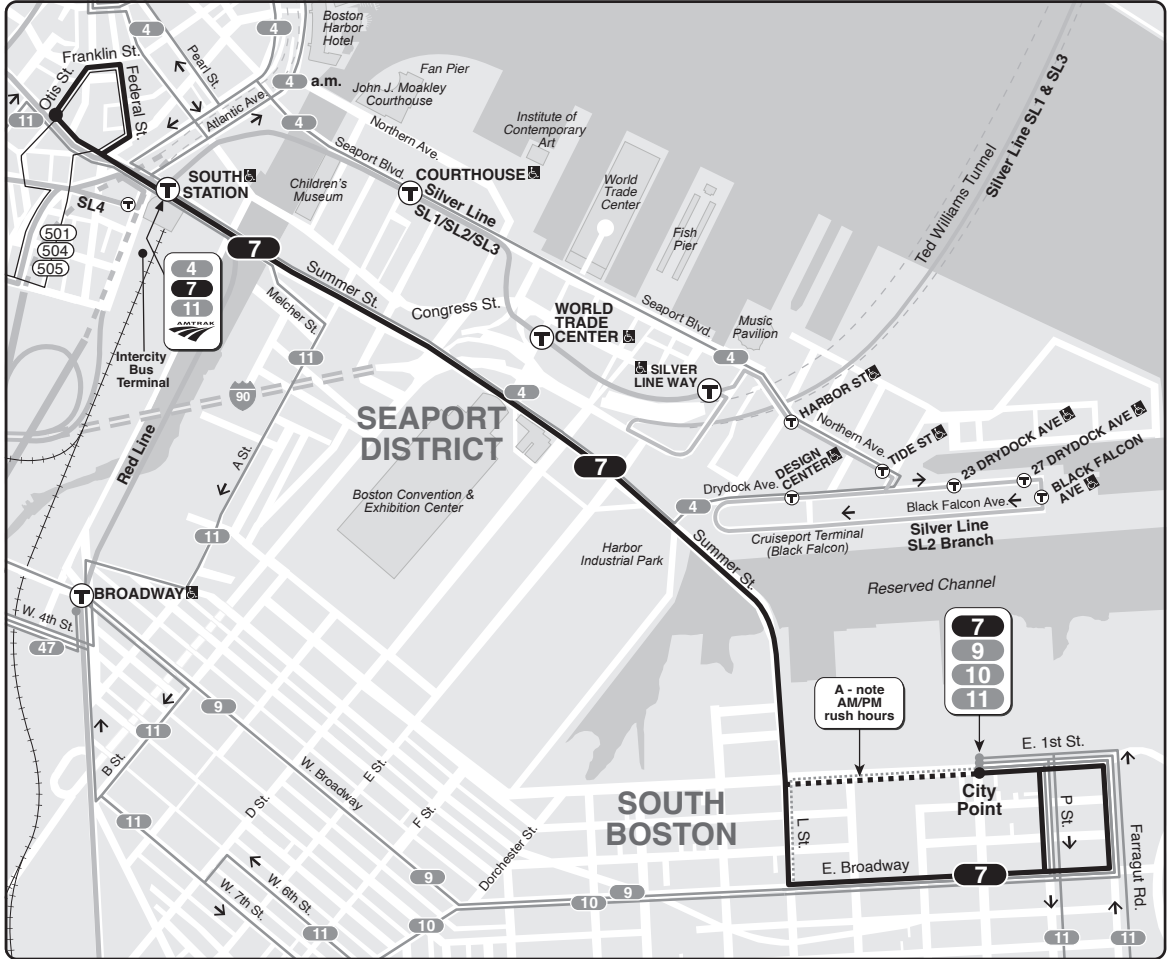 Boston
Harbor
Hotel
4
4
Franklin St.
Pearl St.
Fan Pier
Otis St.
Federal St.
4
a.m.
John J. Moakley
Courthouse
11
Atlantic Ave.
4
Northern Ave.
Institute of
Contemporary
Art
Ted Williams Tunnel
Silver Line SL1 & SL3
Seaport Blvd.
SOUTH
STATION
T
Children's
Museum
COURTHOUSE
T
Silver Line
SL1/SL2/SL3
World
Trade
Center
SL4
T
Fish
Pier
501
504
505
7
4
7
11
AMTRAK
Summer St.
Melcher St.
Congress St.
WORLD
TRADE
CENTER
T
Seaport Blvd.
Music
Pavilion
Intercity
Bus
Terminal
11
4
SILVER
LINE WAY
T
90
4
HARBOR ST
T
SEAPORT
DISTRICT
Red Line
A St.
7
Northern Ave.
TIDE ST
T
23 DRYDOCK AVE
T
27 DRYDOCK AVE
T
BLACK FALCON
AVE
T
DESIGN
CENTER
T
Drydock Ave.
Boston Convention &
Exhibition Center
4
Black Falcon Ave.
11
Summer St.
Cruiseport Terminal
(Black Falcon)
Silver Line
SL2 Branch
Harbor
Industrial Park
Reserved Channel
T
BROADWAY
W. 4th St.
47
7
9
10
11
9
A - note
AM/PM
rush hours
11
B St.
W. Broadway
E St.
D St.
F St.
E. 1st St.
City
Point
SOUTH
BOSTON
L St.
P St.
Farragut Rd.
11
Dorchester St.
E. Broadway
7
W. 6th St.
W. 7th St.
9
9
10
10
11
11
11